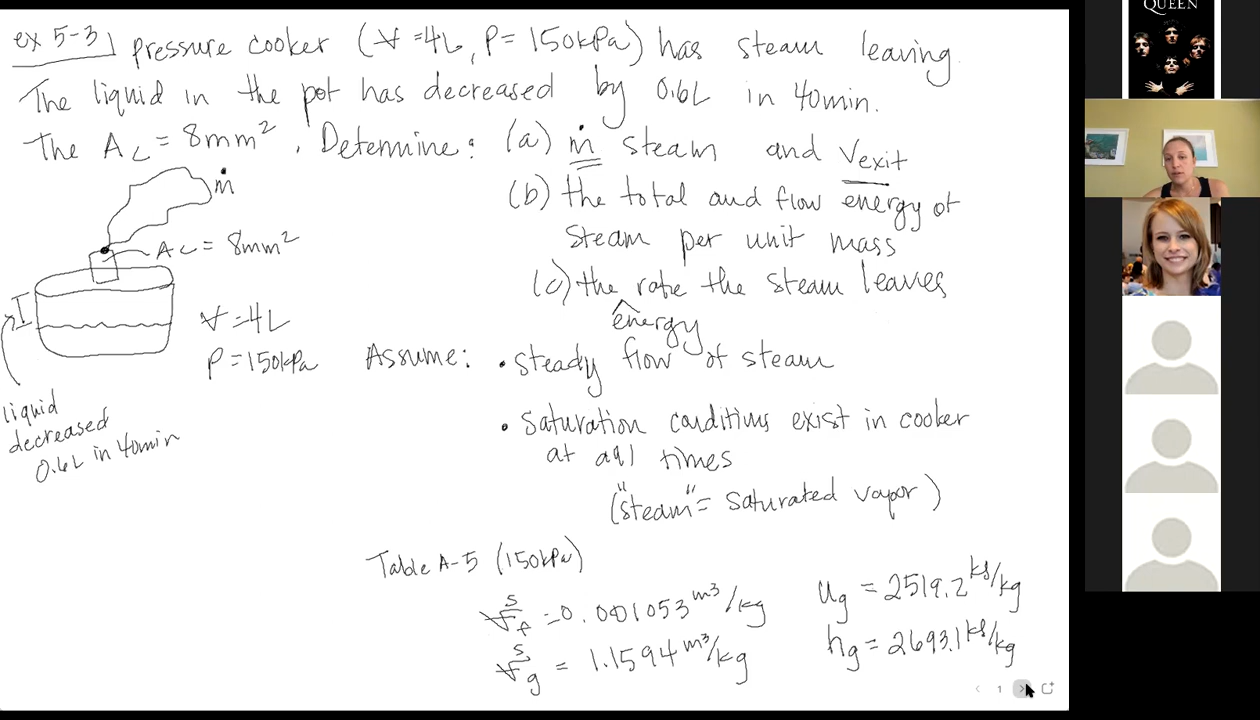 QUEEN
ex 5-3 pressure cooker (V=4L, P=150kPa) has steam leaving.
The liquid in the pot has decreased by 0.6L in 40min.
The Ac = 8mm². Determine: (a) ṁ steam and Vexit
(b) the total and flow energy of
steam per unit mass
(c) the rate the steam leaves
energy
ṁ
Ac = 8mm²
V=4L
P=150kPa
liquid
decreased
0.6L in 40min
Assume: • steady flow of steam
• saturation conditions exist in cooker
at all times
("steam"= saturated vapor)
Table A-5 (150kPa)
Vf = 0.001053 m³/kg
ug = 2519.2 kJ/kg
Vg = 1.1594 m³/kg
hg = 2693.1 kJ/kg
1